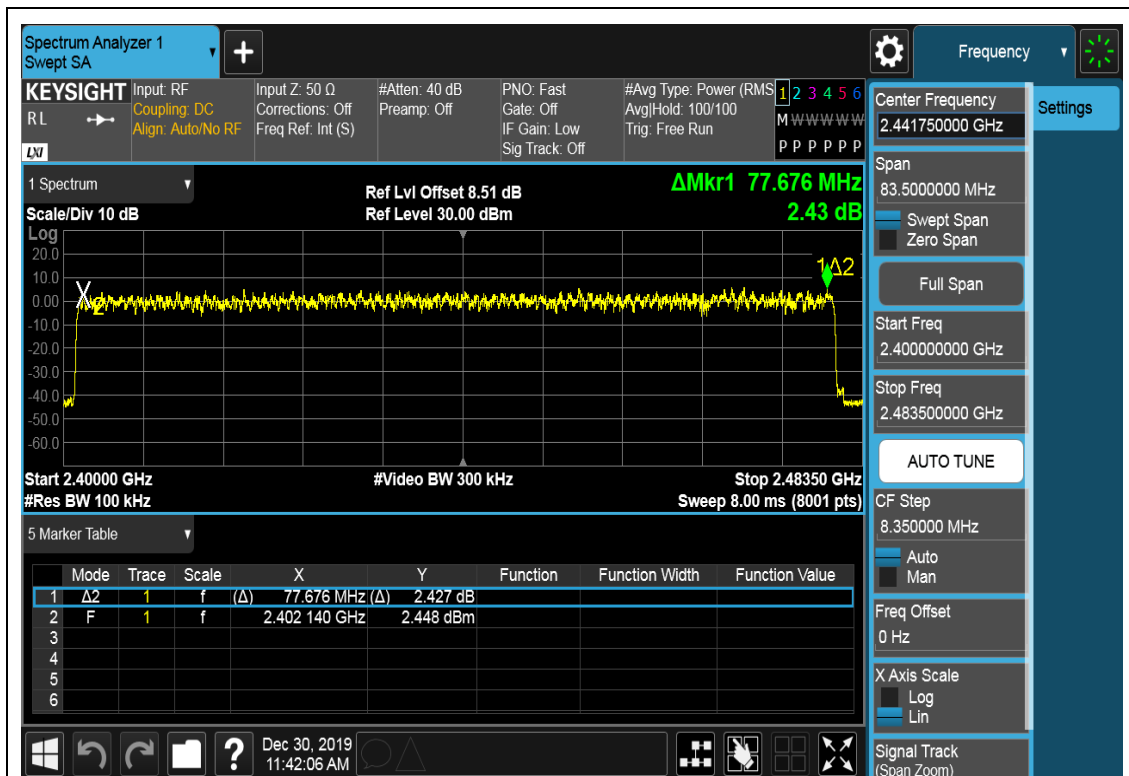 Spectrum Analyzer 1
Swept SA
Frequency
KEYSIGHT
RL
LXI
Input: RF
Coupling: DC
Align: Auto/No RF
Input Z: 50 Ω
Corrections: Off
Freq Ref: Int (S)
#Atten: 40 dB
Preamp: Off
PNO: Fast
Gate: Off
IF Gain: Low
Sig Track: Off
#Avg Type: Power (RMS
Avg|Hold: 100/100
Trig: Free Run
1 2 3 4 5 6
M W W W W W
P P P P P P
1 Spectrum
Scale/Div 10 dB
Ref Lvl Offset 8.51 dB
Ref Level 30.00 dBm
ΔMkr1 77.676 MHz
2.43 dB
Log
20.0
10.0
0.00
-10.0
-20.0
-30.0
-40.0
-50.0
-60.0
1Δ2
2
Start 2.40000 GHz
#Video BW 300 kHz
Stop 2.48350 GHz
#Res BW 100 kHz
Sweep 8.00 ms (8001 pts)
5 Marker Table
Mode Trace Scale X Y Function Function Width Function Value
1 Δ2 1 f (Δ) 77.676 MHz (Δ) 2.427 dB
2 F 1 f 2.402 140 GHz 2.448 dBm
3
4
5
6
Dec 30, 2019
11:42:06 AM
Settings
Center Frequency
2.441750000 GHz
Span
83.5000000 MHz
Swept Span
Zero Span
Full Span
Start Freq
2.400000000 GHz
Stop Freq
2.483500000 GHz
AUTO TUNE
CF Step
8.350000 MHz
Auto
Man
Freq Offset
0 Hz
X Axis Scale
Log
Lin
Signal Track
(Span Zoom)